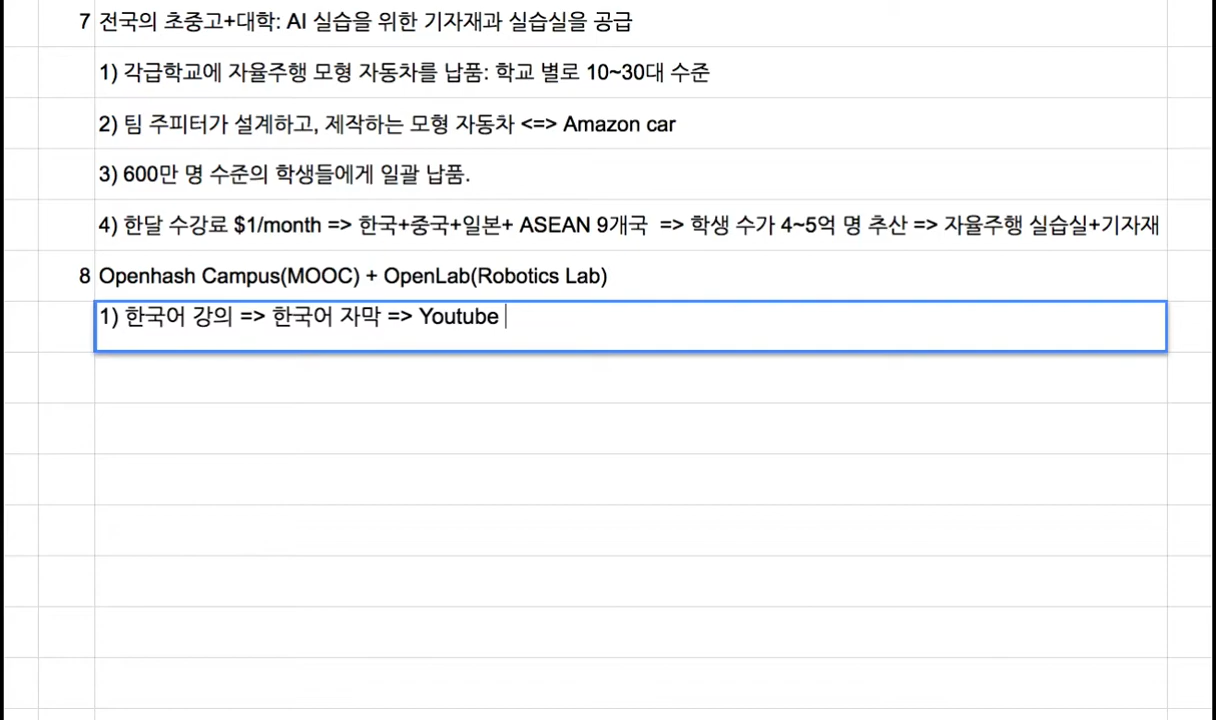 7 전국의 초중고+대학: AI 실습을 위한 기자재과 실습실을 공급
1) 각급학교에 자율주행 모형 자동차를 납품: 학교 별로 10~30대 수준
2) 팀 주피터가 설계하고, 제작하는 모형 자동차 <=> Amazon car
3) 600만 명 수준의 학생들에게 일괄 납품.
4) 한달 수강료 $1/month => 한국+중국+일본+ ASEAN 9개국 => 학생 수가 4~5억 명 추산 => 자율주행 실습실+기자재
8 Openhash Campus(MOOC) + OpenLab(Robotics Lab)
1) 한국어 강의 => 한국어 자막 => Youtube